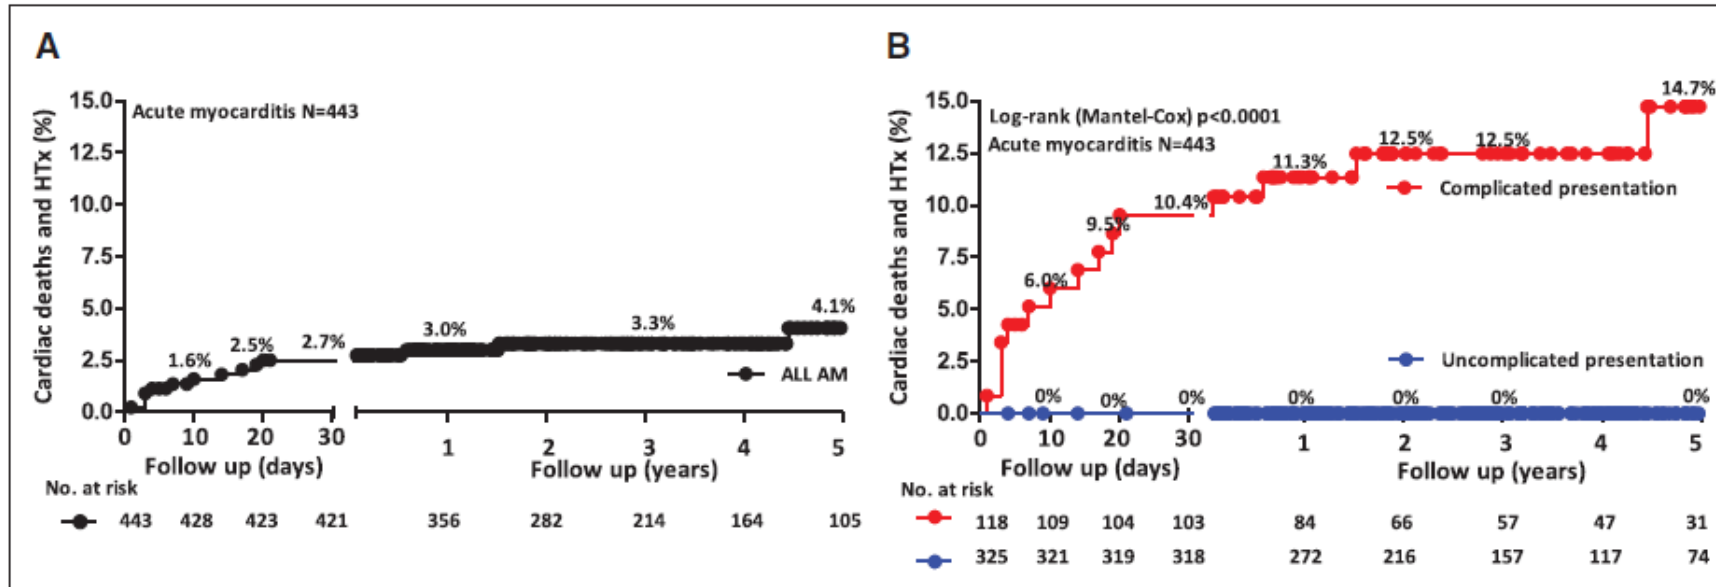 A
Cardiac deaths and HTx (%)
15.0
12.5
10.0
7.5
5.0
2.5
0.0
Acute myocarditis N=443
1.6%
2.5%
2.7%
3.0%
3.3%
4.1%
ALL AM
0 10 20 30 1 2 3 4 5
Follow up (days) Follow up (years)
No. at risk
443 428 423 421 356 282 214 164 105
B
Cardiac deaths and HTx (%)
15.0
12.5
10.0
7.5
5.0
2.5
0.0
Log-rank (Mantel-Cox) p<0.0001
Acute myocarditis N=443
6.0%
9.5%
10.4%
11.3%
12.5%
12.5%
14.7%
Complicated presentation
Uncomplicated presentation
0% 0% 0% 0% 0% 0% 0%
0 10 20 30 1 2 3 4 5
Follow up (days) Follow up (years)
No. at risk
118 109 104 103 84 66 57 47 31
325 321 319 318 272 216 157 117 74